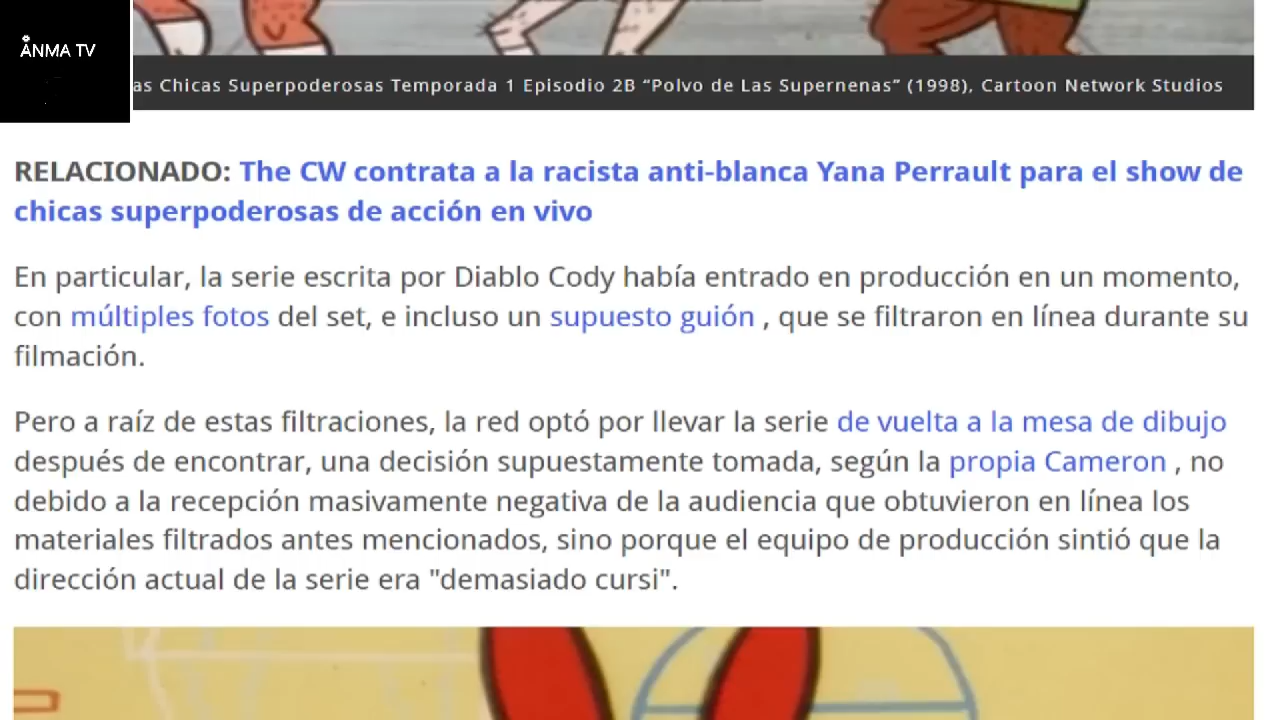 ÅNMA TV
as Chicas Superpoderosas Temporada 1 Episodio 2B “Polvo de Las Supernenas” (1998), Cartoon Network Studios
RELACIONADO: The CW contrata a la racista anti-blanca Yana Perrault para el show de
chicas superpoderosas de acción en vivo
En particular, la serie escrita por Diablo Cody había entrado en producción en un momento,
con múltiples fotos del set, e incluso un supuesto guión , que se filtraron en línea durante su
filmación.
Pero a raíz de estas filtraciones, la red optó por llevar la serie de vuelta a la mesa de dibujo
después de encontrar, una decisión supuestamente tomada, según la propia Cameron , no
debido a la recepción masivamente negativa de la audiencia que obtuvieron en línea los
materiales filtrados antes mencionados, sino porque el equipo de producción sintió que la
dirección actual de la serie era "demasiado cursi".